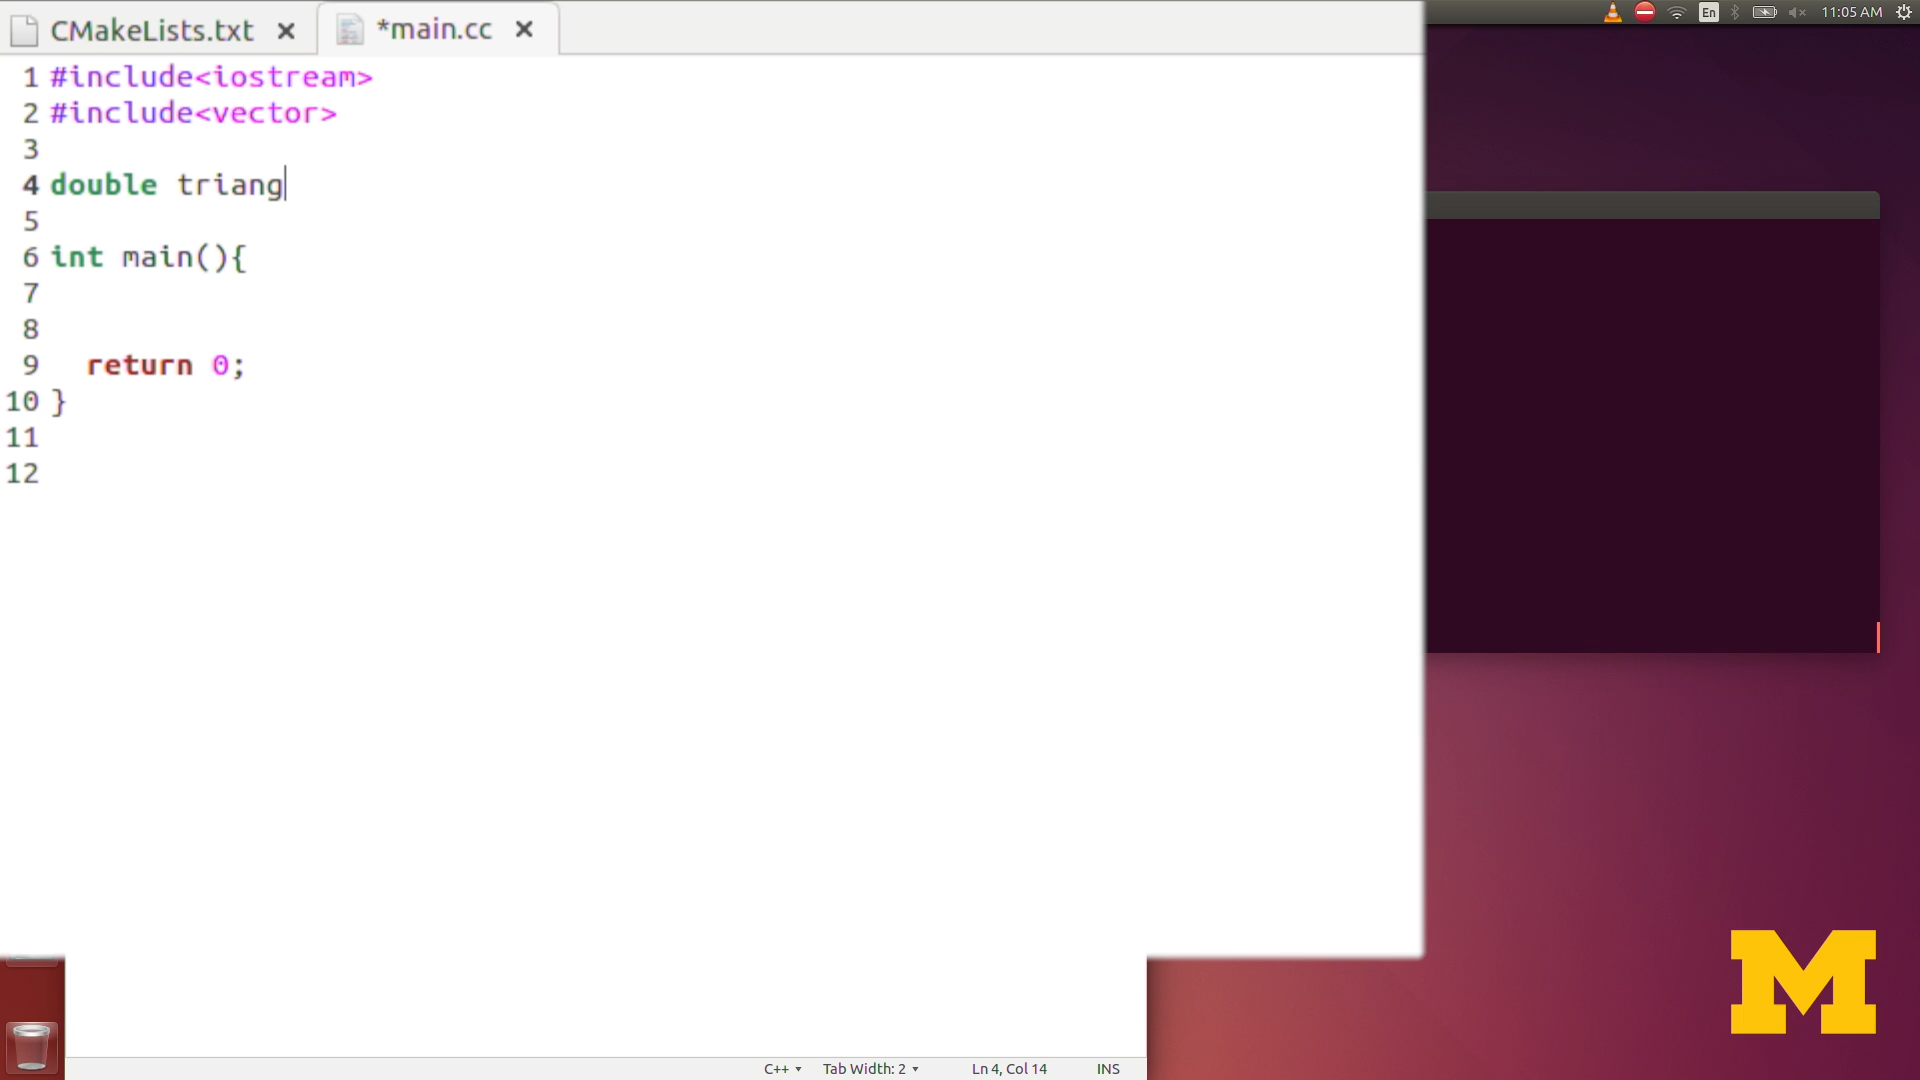 CMakeLists.txt
*main.cc
En
11:05 AM
1 #include<iostream>
2 #include<vector>
3
4 double triang
5
6 int main(){
7
8
9   return 0;
10 }
11
12
M
C++
Tab Width: 2
Ln 4, Col 14
INS